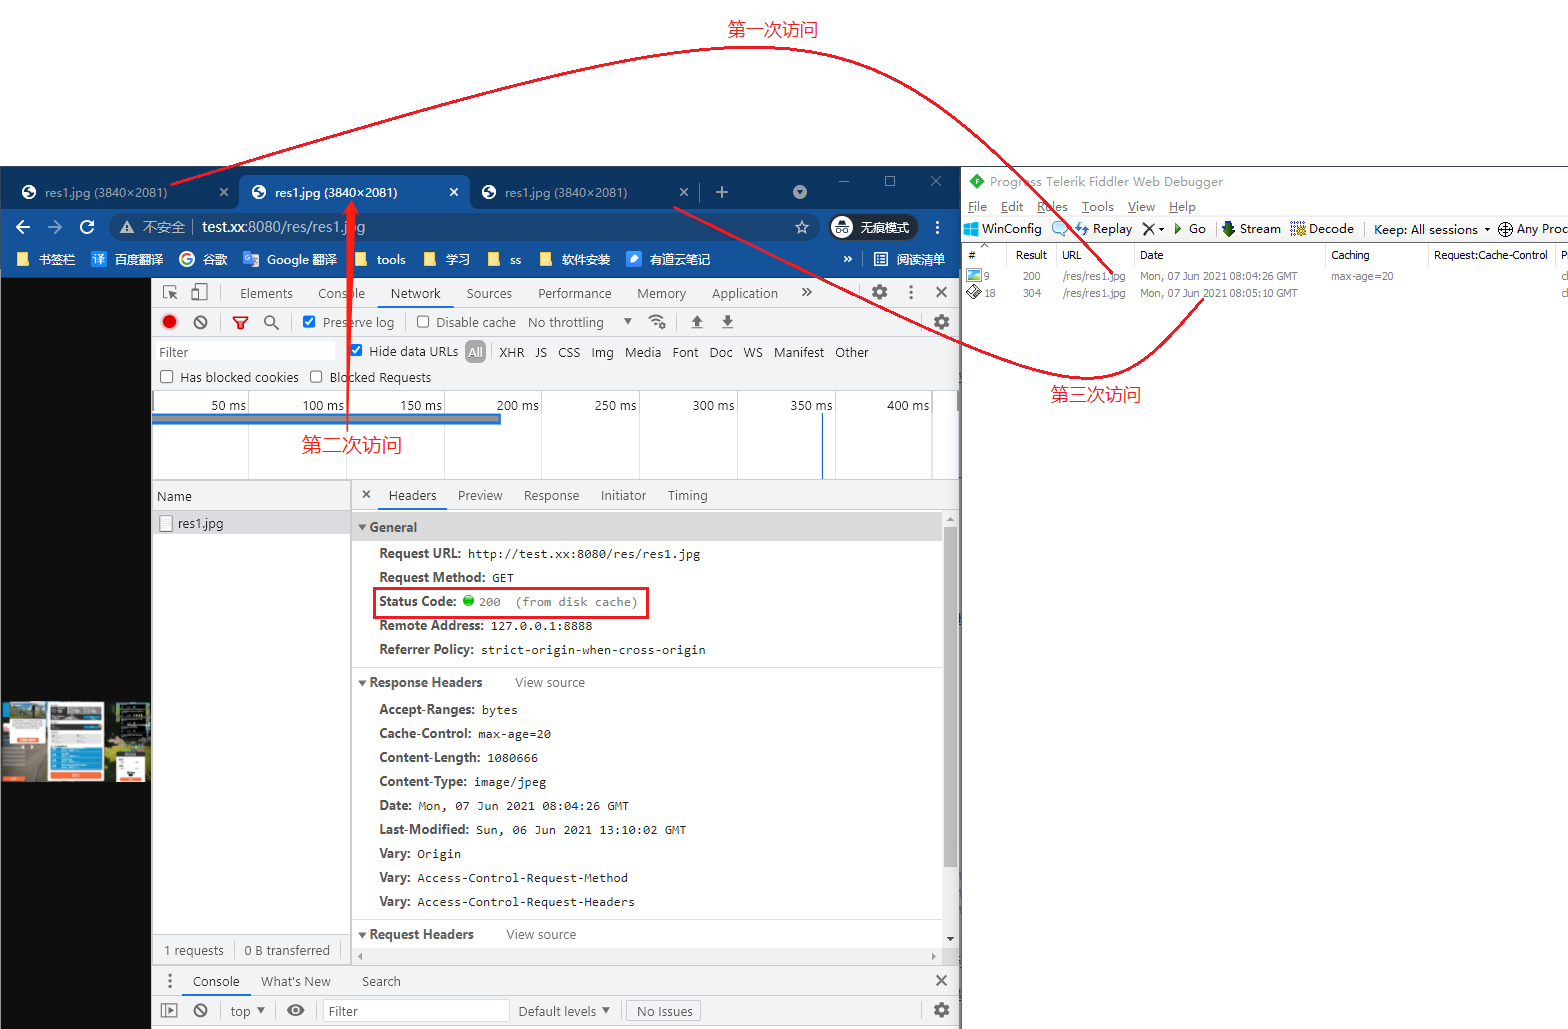 第一次访问
res1.jpg (3840×2081)
res1.jpg (3840×2081)
res1.jpg (3840×2081)
不安全
test.xx:8080/res/res1.jpg
无痕模式
书签栏
百度翻译
谷歌
Google 翻译
tools
学习
ss
软件安装
有道云笔记
»
阅读清单
Elements Console Network Sources Performance Memory Application »
Preserve log Disable cache No throttling
Filter Hide data URLs All XHR JS CSS Img Media Font Doc WS Manifest Other
Has blocked cookies Blocked Requests
50 ms 100 ms 150 ms 200 ms 250 ms 300 ms 350 ms 400 ms
第二次访问
Name
res1.jpg
1 requests 0 B transferred
Headers Preview Response Initiator Timing
General
Request URL: http://test.xx:8080/res/res1.jpg
Request Method: GET
Status Code: 200 (from disk cache)
Remote Address: 127.0.0.1:8888
Referrer Policy: strict-origin-when-cross-origin
Response Headers View source
Accept-Ranges: bytes
Cache-Control: max-age=20
Content-Length: 1080666
Content-Type: image/jpeg
Date: Mon, 07 Jun 2021 08:04:26 GMT
Last-Modified: Sun, 06 Jun 2021 13:10:02 GMT
Vary: Origin
Vary: Access-Control-Request-Method
Vary: Access-Control-Request-Headers
Request Headers View source
Console What's New Search
top Filter Default levels No Issues
Progress Telerik Fiddler Web Debugger
File Edit Rules Tools View Help
WinConfig Replay Go Stream Decode Keep: All sessions Any Proc
# Result URL Date Caching Request:Cache-Control
9 200 /res/res1.jpg Mon, 07 Jun 2021 08:04:26 GMT max-age=20
18 304 /res/res1.jpg Mon, 07 Jun 2021 08:05:10 GMT
第三次访问